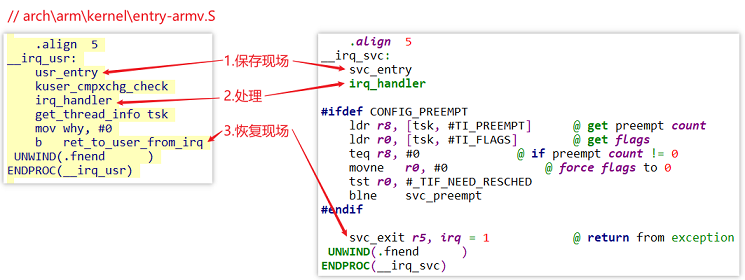 // arch\arm\kernel\entry-armv.S
.align 5
__irq_usr:
usr_entry
kuser_cmpxchg_check
irq_handler
get_thread_info tsk
mov why, #0
b ret_to_user_from_irq
UNWIND(.fnend )
ENDPROC(__irq_usr)
1.保存现场
2.处理
3.恢复现场
.align 5
__irq_svc:
svc_entry
irq_handler
#ifdef CONFIG_PREEMPT
ldr r8, [tsk, #TI_PREEMPT] @ get preempt count
ldr r0, [tsk, #TI_FLAGS] @ get flags
teq r8, #0 @ if preempt count != 0
movne r0, #0 @ force flags to 0
tst r0, #_TIF_NEED_RESCHED
blne svc_preempt
#endif
svc_exit r5, irq = 1 @ return from exception
UNWIND(.fnend )
ENDPROC(__irq_svc)